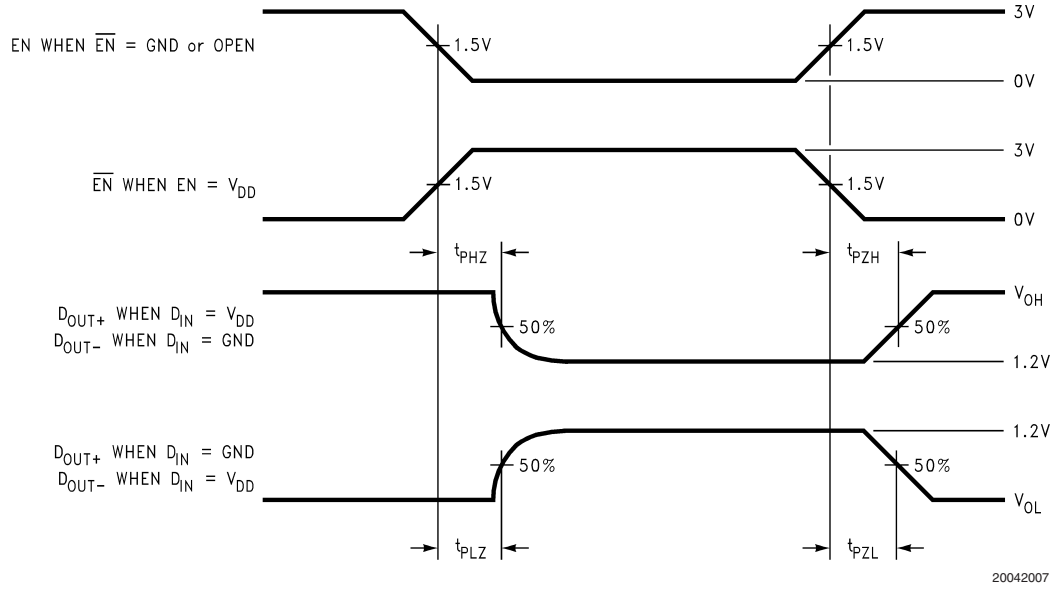 EN WHEN E̅N̅ = GND or OPEN
1.5V
1.5V
3V
0V
E̅N̅ WHEN EN = VDD
1.5V
1.5V
3V
0V
tPHZ
tPZH
DOUT+ WHEN DIN = VDD
DOUT− WHEN DIN = GND
50%
50%
VOH
1.2V
DOUT+ WHEN DIN = GND
DOUT− WHEN DIN = VDD
50%
50%
1.2V
VOL
tPLZ
tPZL
20042007